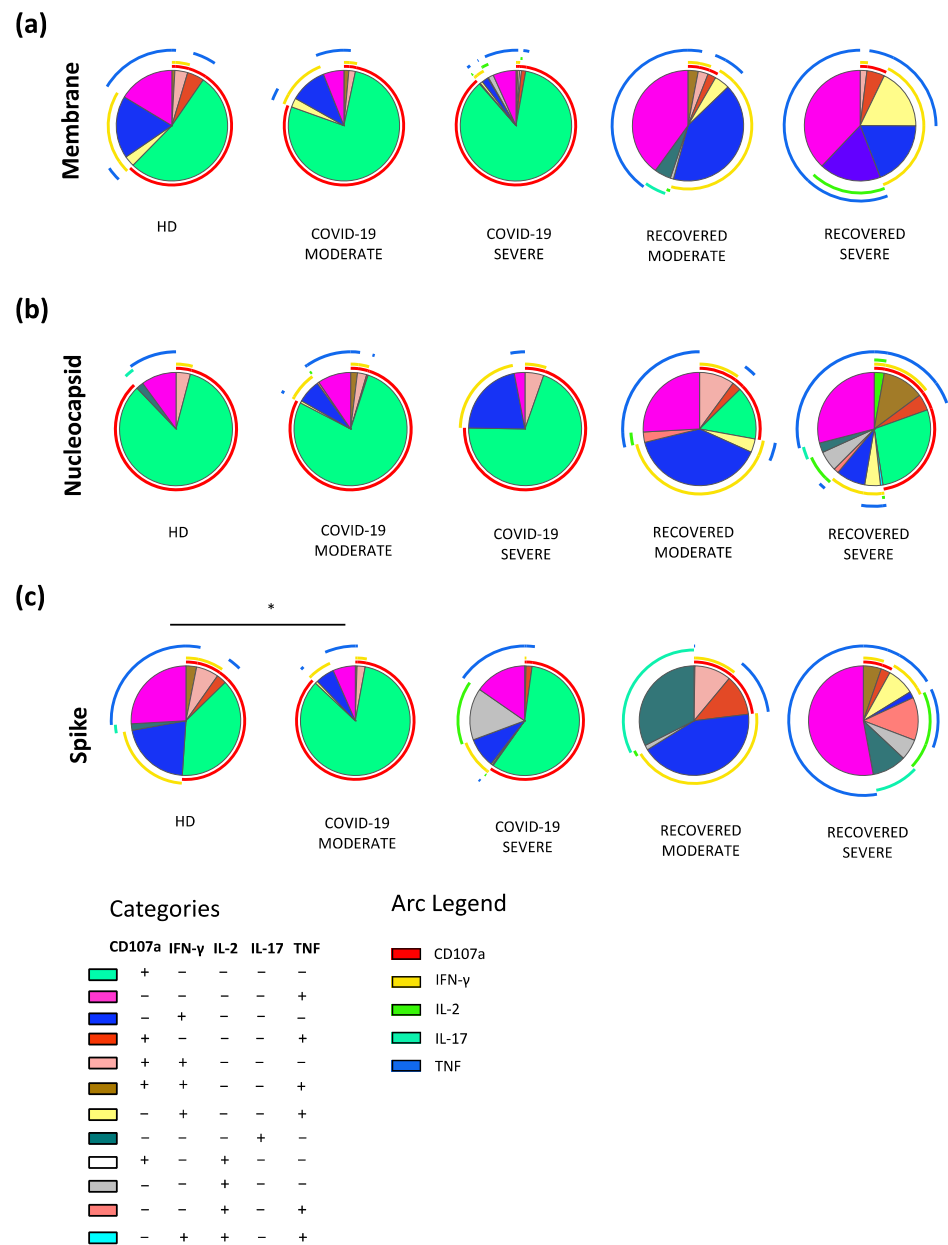 (a)
Membrane
HD
COVID-19
MODERATE
COVID-19
SEVERE
RECOVERED
MODERATE
RECOVERED
SEVERE
(b)
Nucleocapsid
HD
COVID-19
MODERATE
COVID-19
SEVERE
RECOVERED
MODERATE
RECOVERED
SEVERE
(c)
*
Spike
HD
COVID-19
MODERATE
COVID-19
SEVERE
RECOVERED
MODERATE
RECOVERED
SEVERE
Categories
CD107a IFN-γ IL-2 IL-17 TNF
+ − − − −
− − − − +
− + − − −
+ − − − +
+ + − − −
+ + − − +
− + − − +
− − − + −
+ − + − −
− − + − −
− − + − +
− + + − +
Arc Legend
CD107a
IFN-γ
IL-2
IL-17
TNF